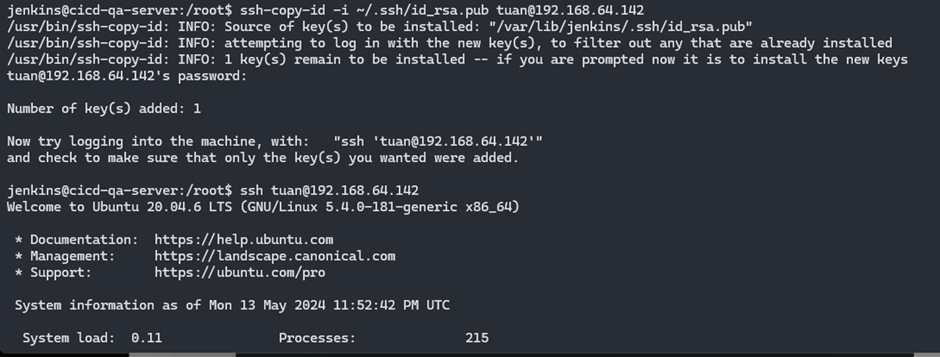 jenkins@cicd-qa-server:/root$ ssh-copy-id -i ~/.ssh/id_rsa.pub tuan@192.168.64.142
/usr/bin/ssh-copy-id: INFO: Source of key(s) to be installed: "/var/lib/jenkins/.ssh/id_rsa.pub"
/usr/bin/ssh-copy-id: INFO: attempting to log in with the new key(s), to filter out any that are already installed
/usr/bin/ssh-copy-id: INFO: 1 key(s) remain to be installed -- if you are prompted now it is to install the new keys
tuan@192.168.64.142's password:
Number of key(s) added: 1
Now try logging into the machine, with:   "ssh 'tuan@192.168.64.142'"
and check to make sure that only the key(s) you wanted were added.
jenkins@cicd-qa-server:/root$ ssh tuan@192.168.64.142
Welcome to Ubuntu 20.04.6 LTS (GNU/Linux 5.4.0-181-generic x86_64)
* Documentation:  https://help.ubuntu.com
* Management:     https://landscape.canonical.com
* Support:        https://ubuntu.com/pro
System information as of Mon 13 May 2024 11:52:42 PM UTC
System load:  0.11              Processes:             215